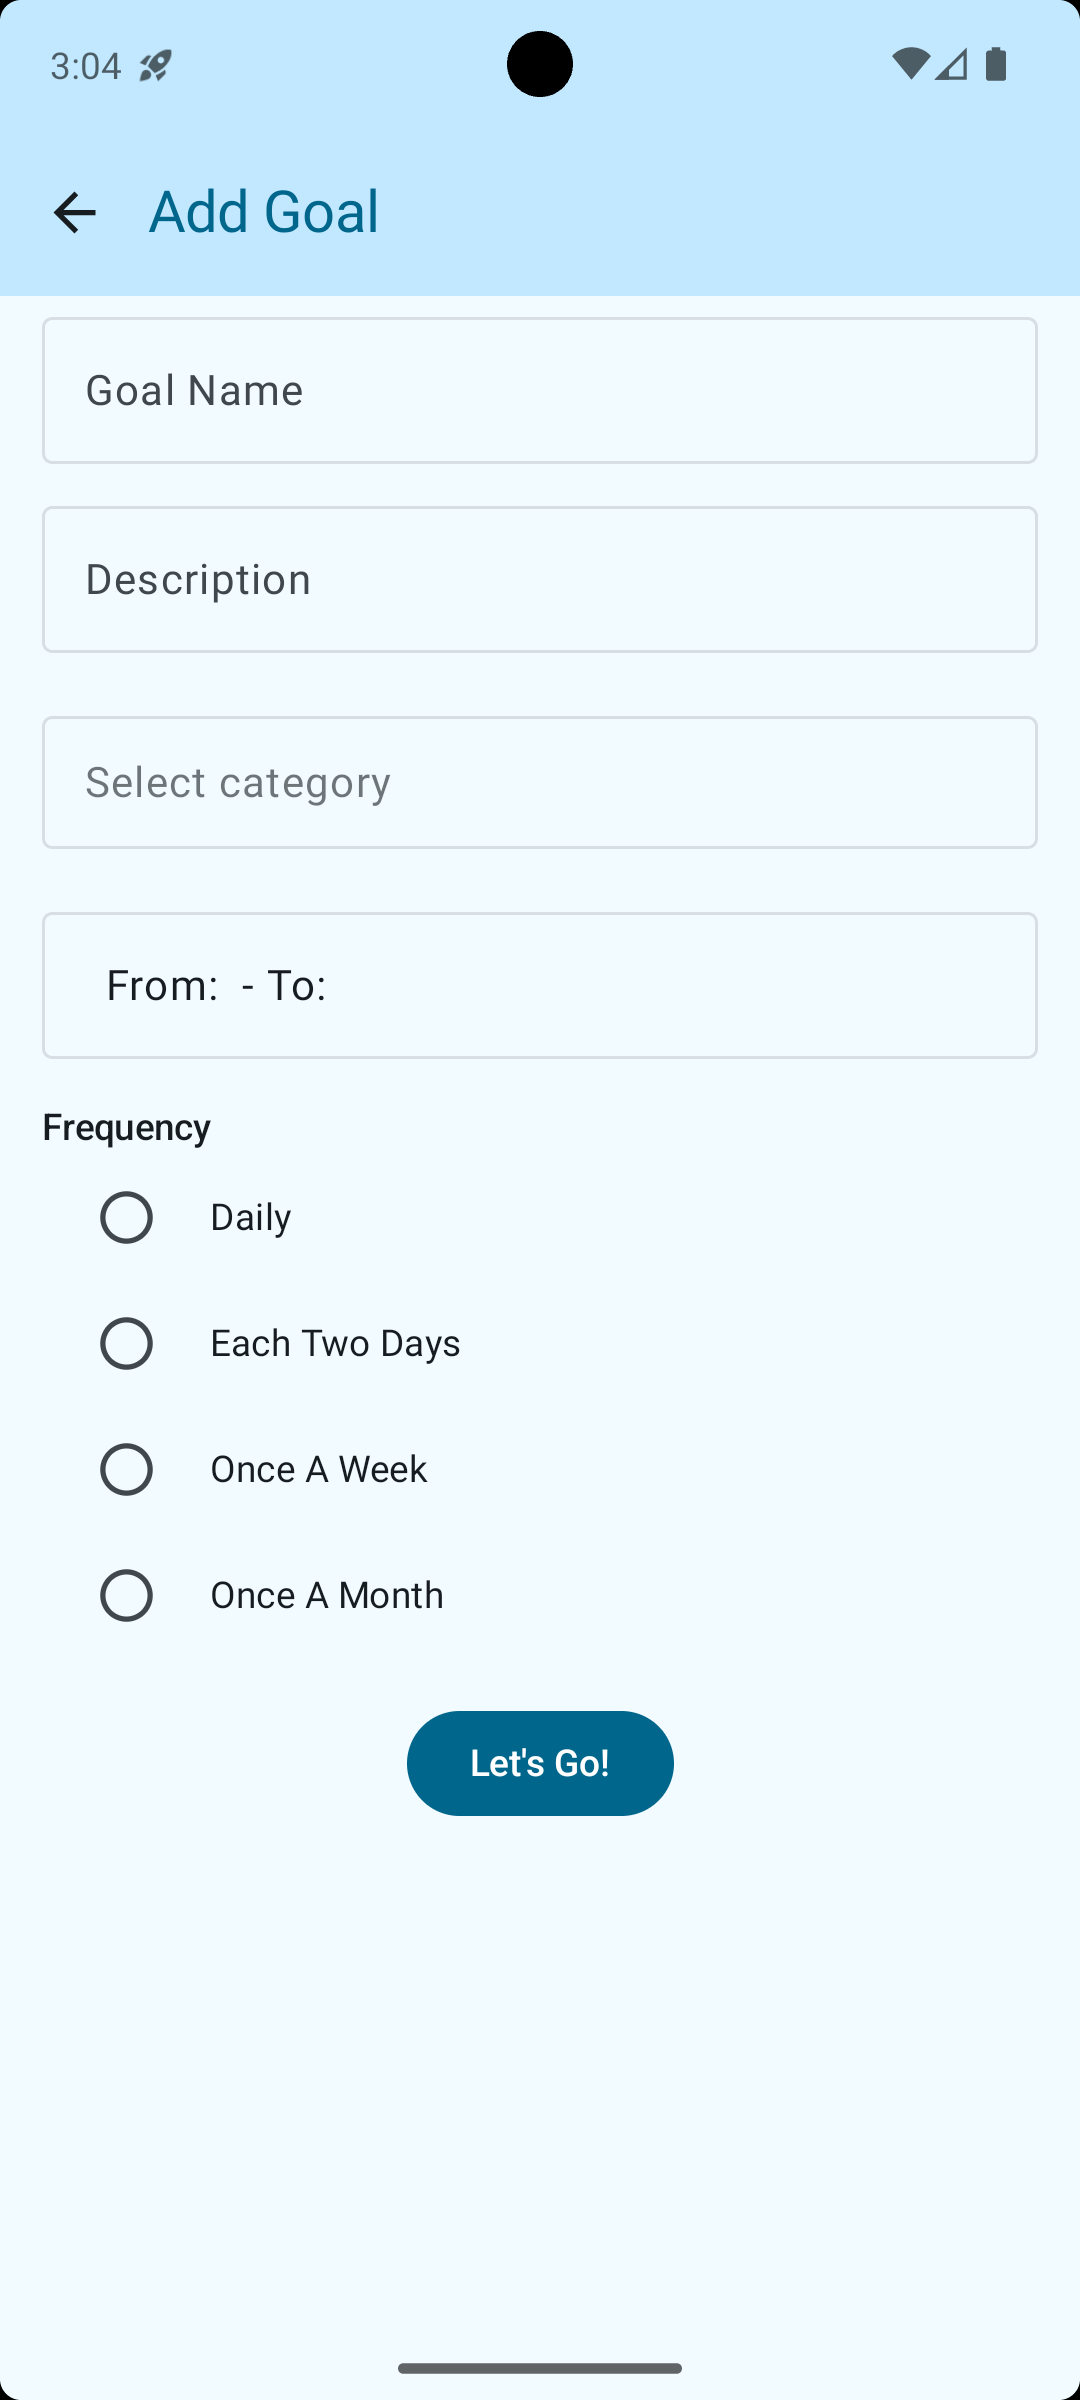 3:04
Add Goal
Goal Name
Description
Select category
From:  - To:
Frequency
Daily
Each Two Days
Once A Week
Once A Month
Let's Go!